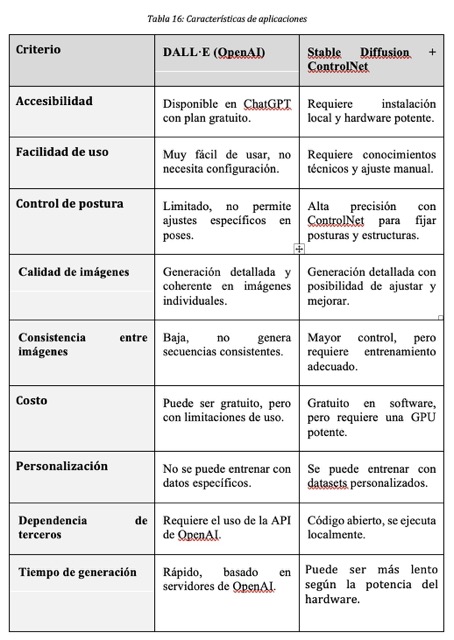 Tabla 16: Características de aplicaciones
Criterio
DALL·E (OpenAI)
Stable Diffusion +
ControlNet
Accesibilidad
Disponible en ChatGPT
con plan gratuito.
Requiere instalación
local y hardware potente.
Facilidad de uso
Muy fácil de usar, no
necesita configuración.
Requiere conocimientos
técnicos y ajuste manual.
Control de postura
Limitado, no permite
ajustes específicos en
poses.
Alta precisión con
ControlNet para fijar
posturas y estructuras.
Calidad de imágenes
Generación detallada y
coherente en imágenes
individuales.
Generación detallada con
posibilidad de ajustar y
mejorar.
Consistencia entre
imágenes
Baja, no genera
secuencias consistentes.
Mayor control, pero
requiere entrenamiento
adecuado.
Costo
Puede ser gratuito, pero
con limitaciones de uso.
Gratuito en software,
pero requiere una GPU
potente.
Personalización
No se puede entrenar con
datos específicos.
Se puede entrenar con
datasets personalizados.
Dependencia de
terceros
Requiere el uso de la API
de OpenAI.
Código abierto, se ejecuta
localmente.
Tiempo de generación
Rápido, basado en
servidores de OpenAI.
Puede ser más lento
según la potencia del
hardware.